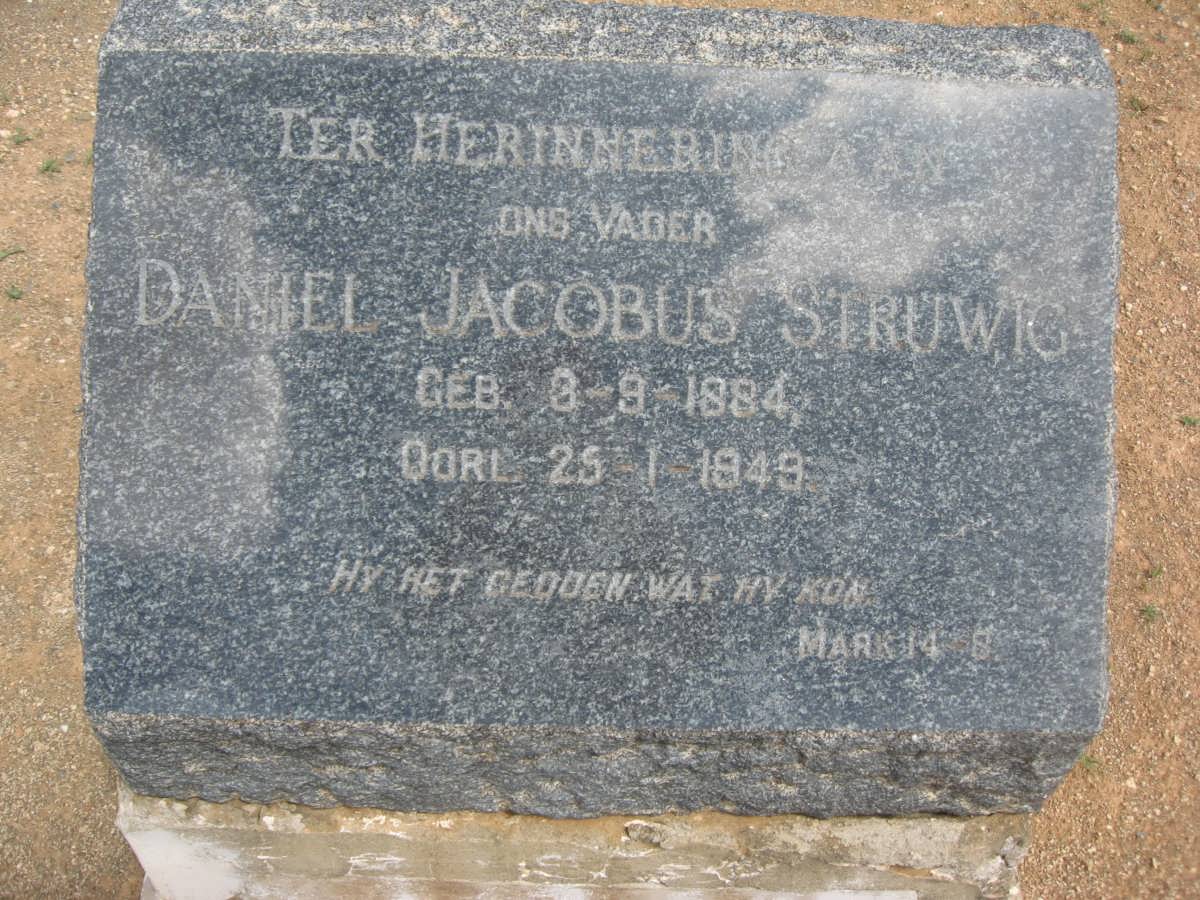 TER HERINNERING AAN
ONS VADER
DANIEL JACOBUS STRUWIG
GEB. 8-9-1884,
OORL. 25-1-1949.
HY HET GEDOEN WAT HY KON.
MARK 14-8